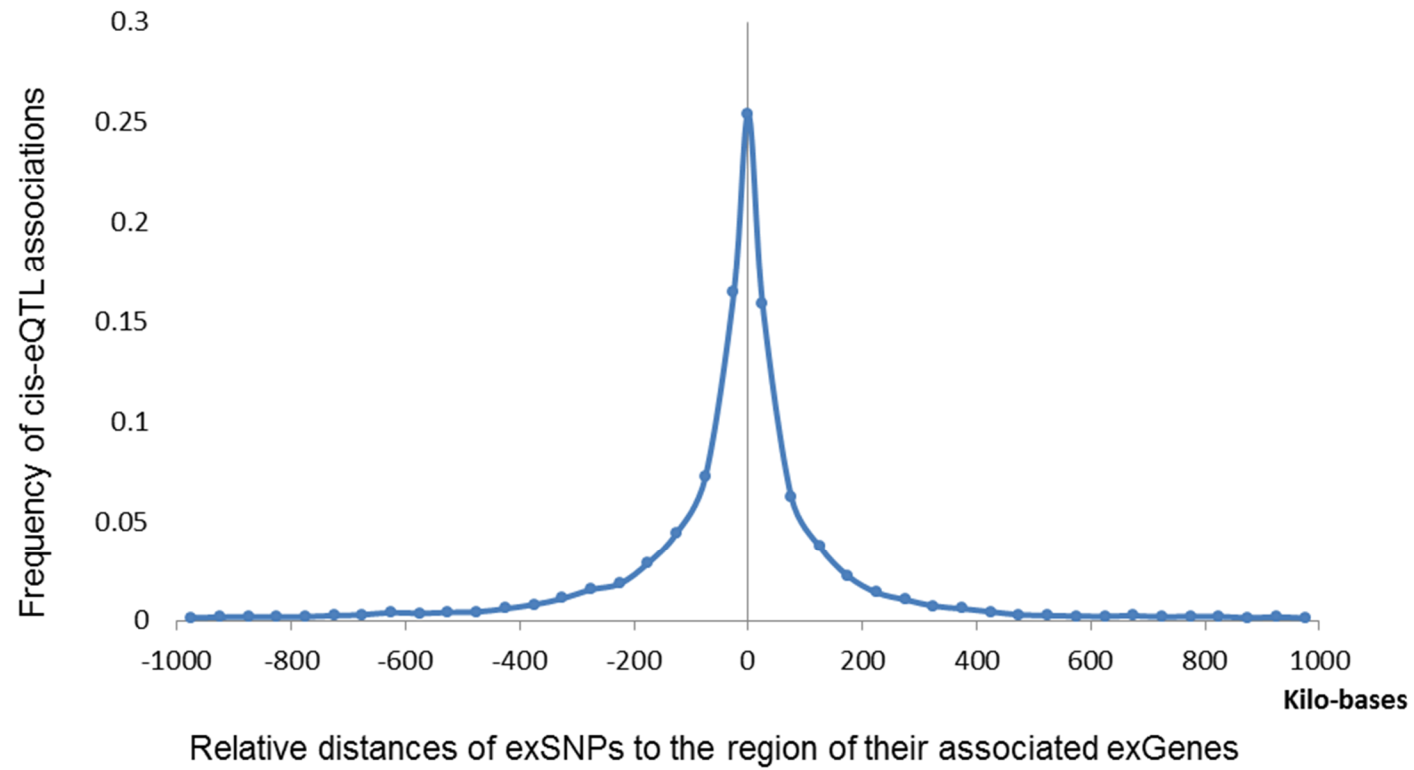 Frequency of cis-eQTL associations
0.3
0.25
0.2
0.15
0.1
0.05
0
-1000 -800 -600 -400 -200 0 200 400 600 800 1000
Kilo-bases
Relative distances of exSNPs to the region of their associated exGenes